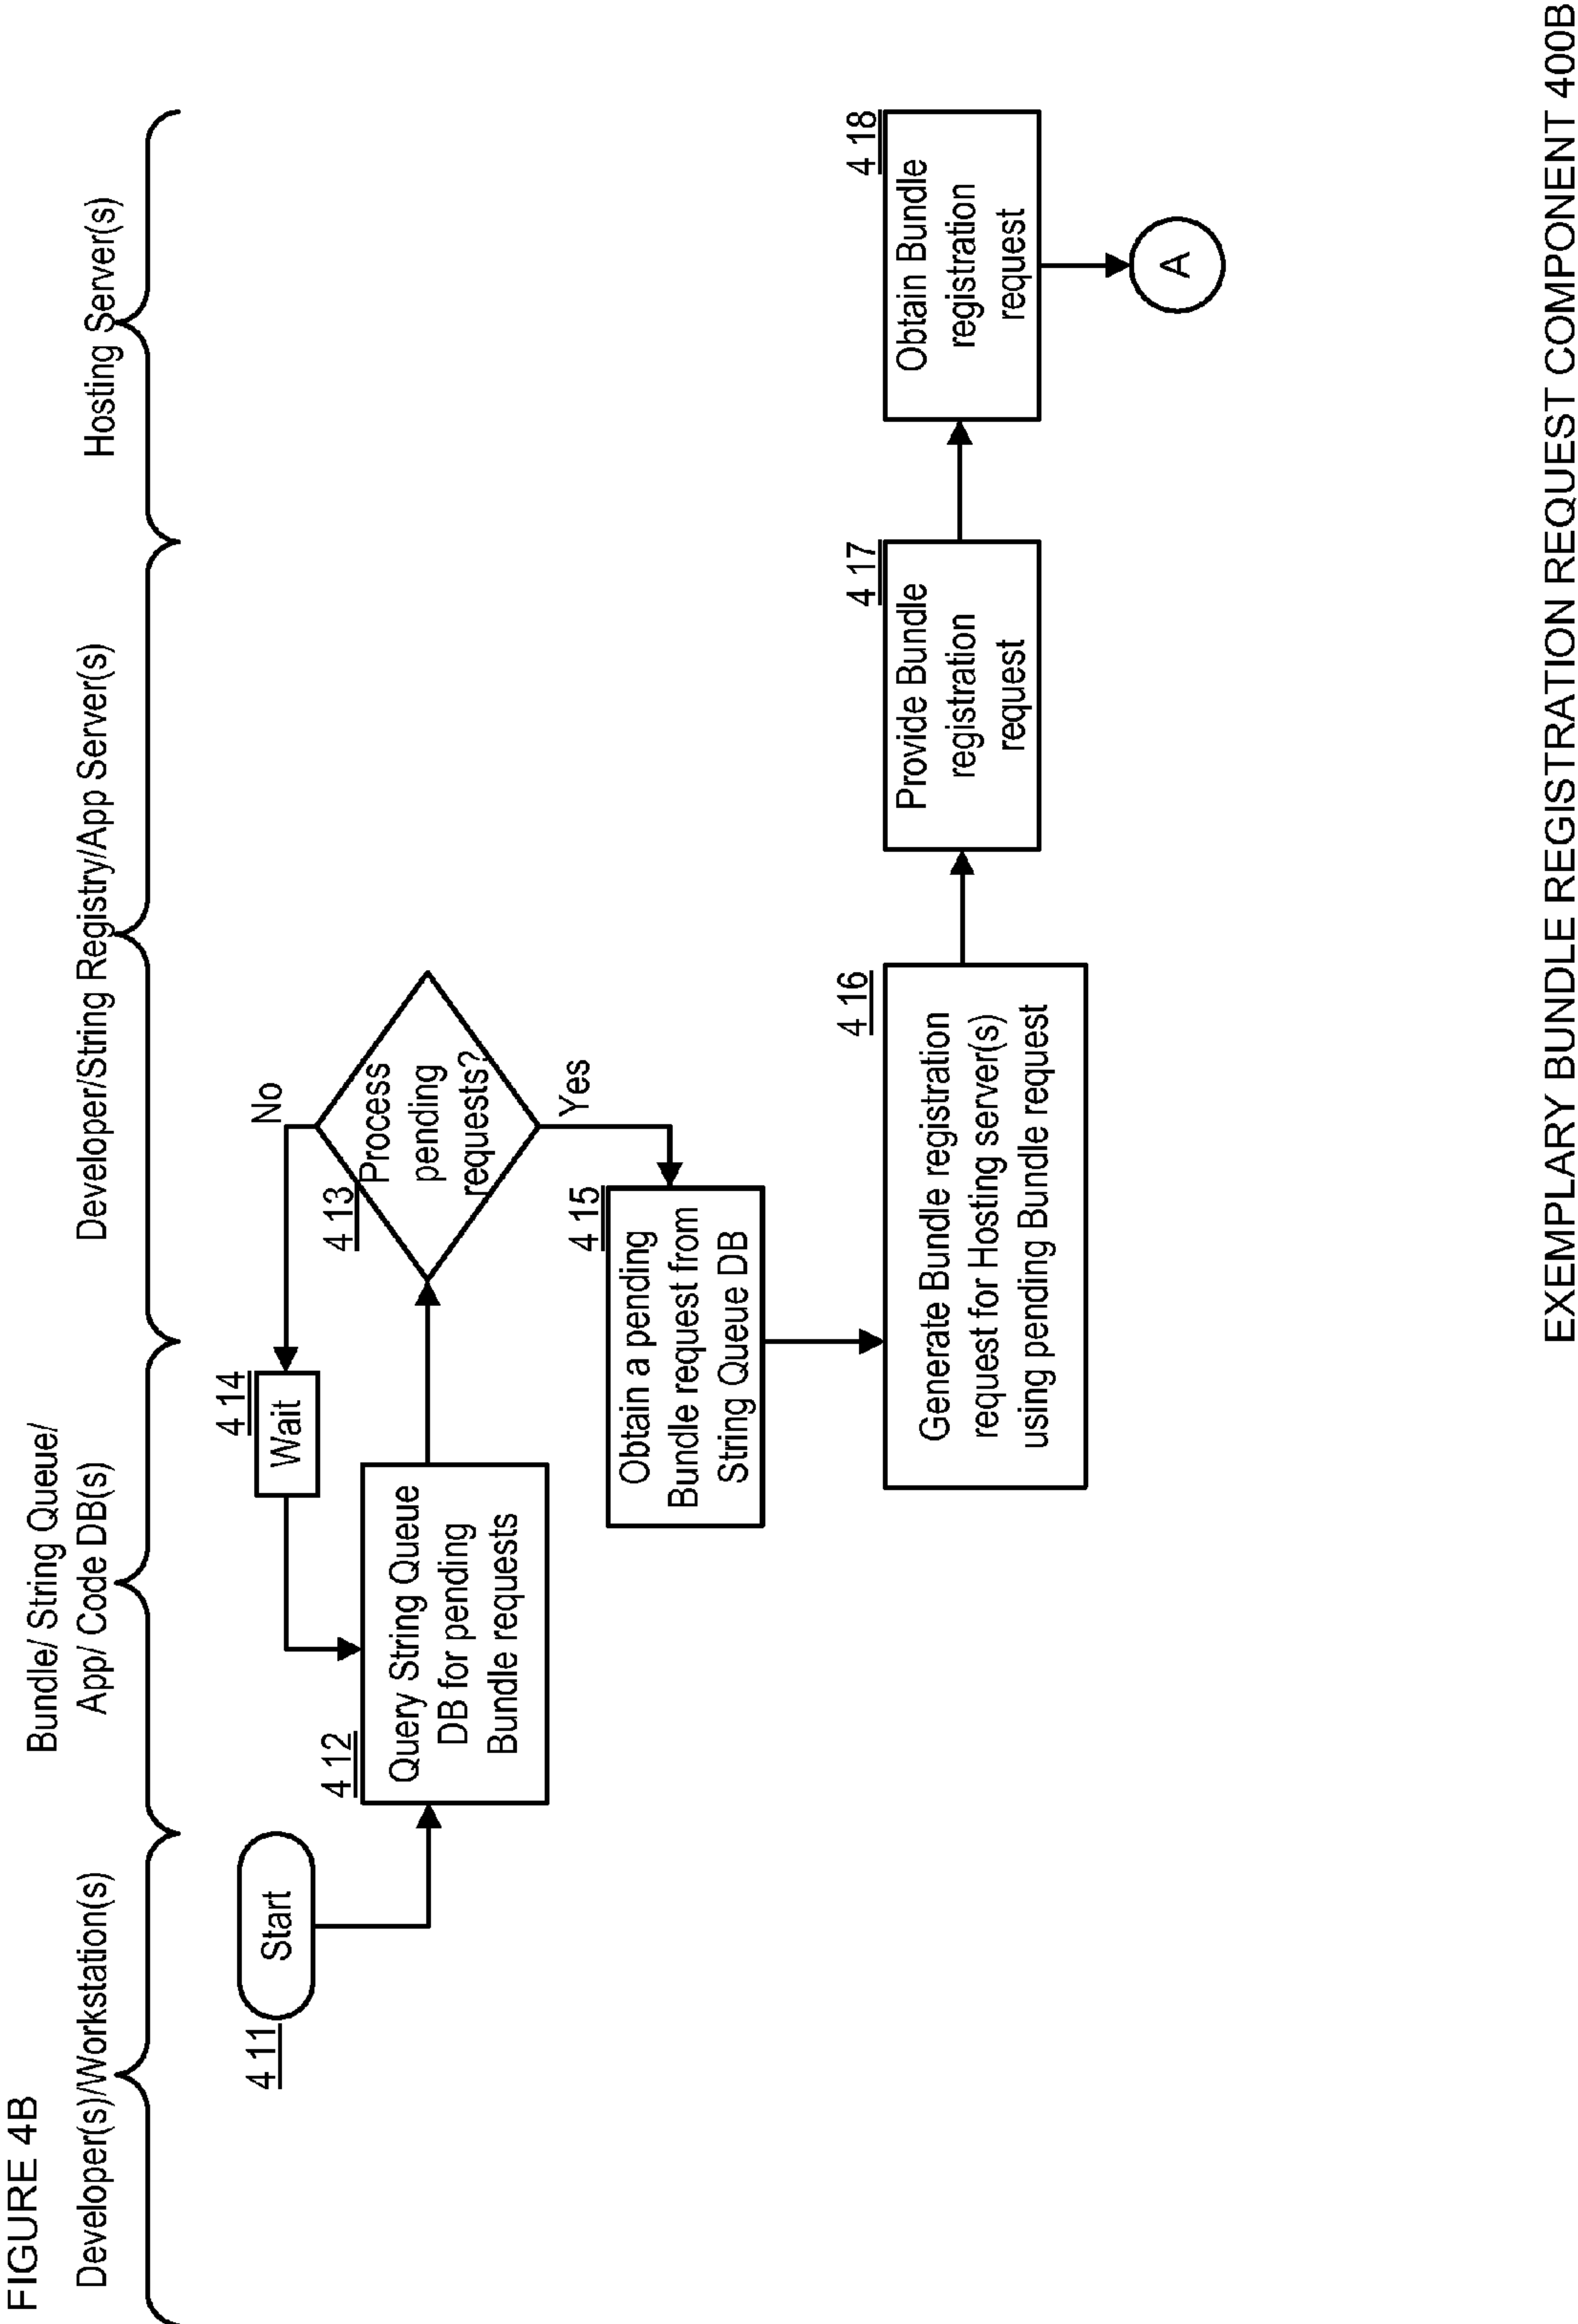 FIGURE 4B
Developer(s)/Workstation(s)
Bundle/ String Queue/
App/ Code DB(s)
Developer/String Registry/App Server(s)
Hosting Server(s)
4 11
Start
4 12
Query String Queue
DB for pending
Bundle requests
4 14
Wait
4 13
Process
pending
requests?
No
Yes
4 15
Obtain a pending
Bundle request from
String Queue DB
4 16
Generate Bundle registration
request for Hosting server(s)
using pending Bundle request
4 17
Provide Bundle
registration
request
4 18
Obtain Bundle
registration
request
A
EXEMPLARY BUNDLE REGISTRATION REQUEST COMPONENT 400B